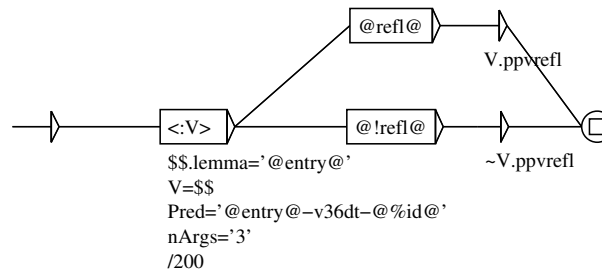 @refl@
V.ppvrefl
<:V>
@!refl@
~V.ppvrefl
$$.lemma='@entry@'
V=$$
Pred='@entry@−v36dt−@%id@'
nArgs='3'
/200